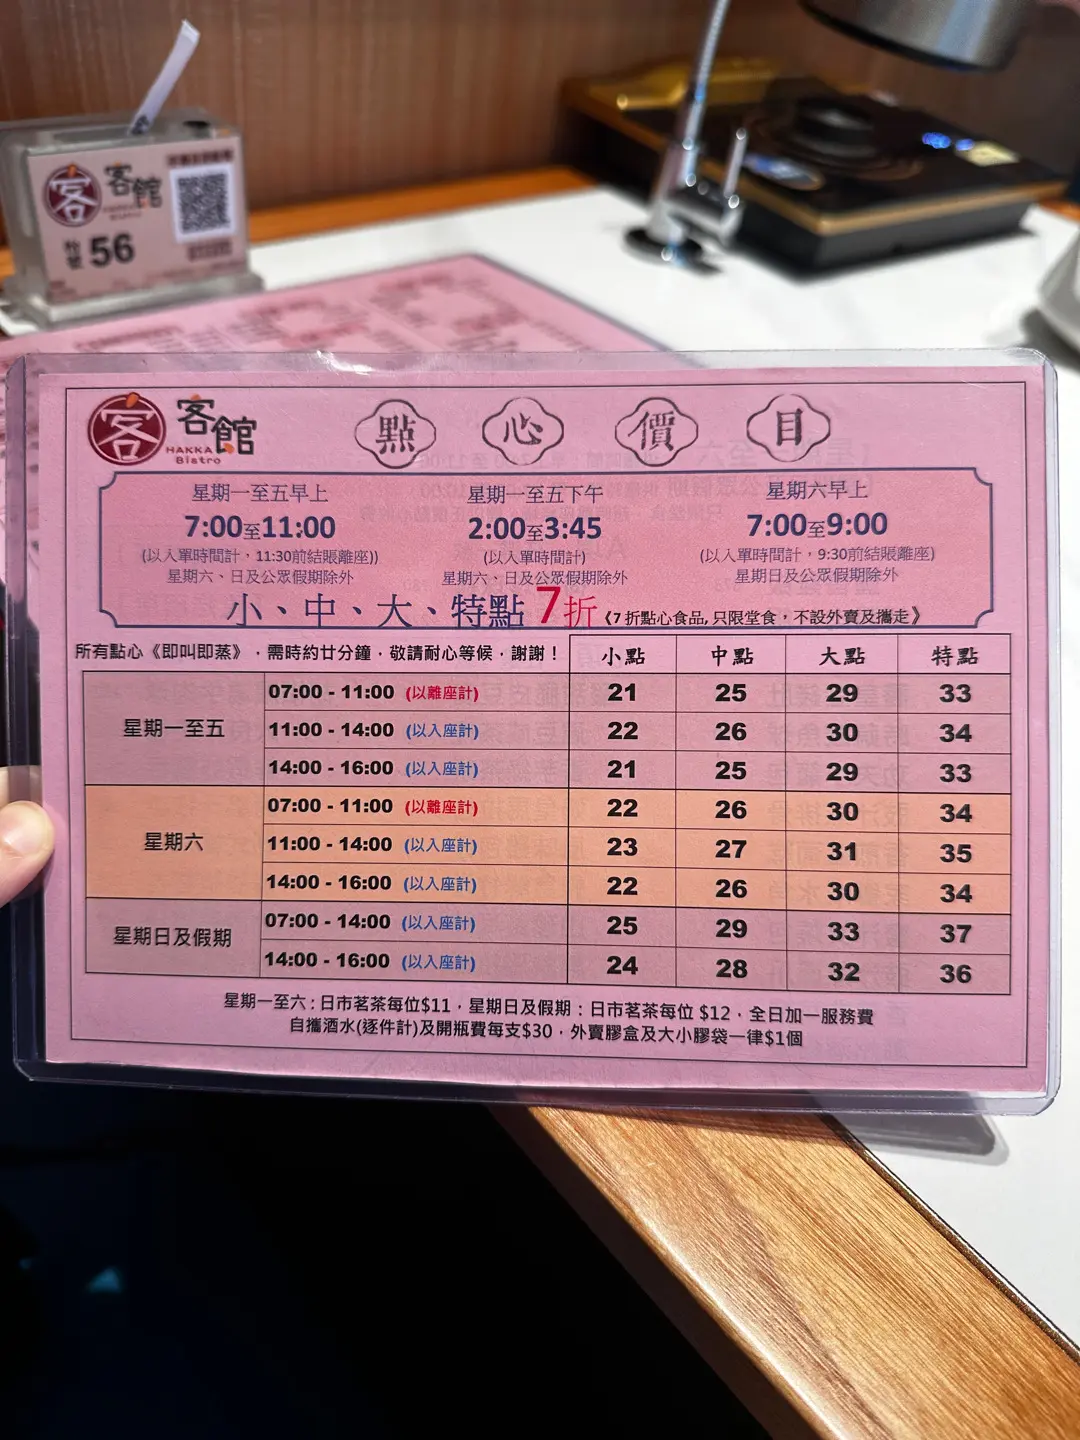 客 客館
HAKKA
Bistro
枱號 56
客 客館
HAKKA
Bistro
點 心 價 目
星期一至五早上
7:00至11:00
(以入單時間計，11:30前結賬離座))
星期六、日及公眾假期除外
星期一至五下午
2:00至3:45
(以入單時間計)
星期六、日及公眾假期除外
星期六早上
7:00至9:00
(以入單時間計，9:30前結賬離座)
星期日及公眾假期除外
小、中、大、特點 7折 《7 折點心食品, 只限堂食，不設外賣及攜走》
所有點心《即叫即蒸》，需時約廿分鐘，敬請耐心等候，謝謝！ 小點 中點 大點 特點
星期一至五
07:00 - 11:00 (以離座計) 21 25 29 33
11:00 - 14:00 (以入座計) 22 26 30 34
14:00 - 16:00 (以入座計) 21 25 29 33
星期六
07:00 - 11:00 (以離座計) 22 26 30 34
11:00 - 14:00 (以入座計) 23 27 31 35
14:00 - 16:00 (以入座計) 22 26 30 34
星期日及假期
07:00 - 14:00 (以入座計) 25 29 33 37
14:00 - 16:00 (以入座計) 24 28 32 36
星期一至六 : 日市茗茶每位$11，星期日及假期：日市茗茶每位 $12，全日加一服務費
自攜酒水(逐件計)及開瓶費每支$30，外賣膠盒及大小膠袋一律$1個